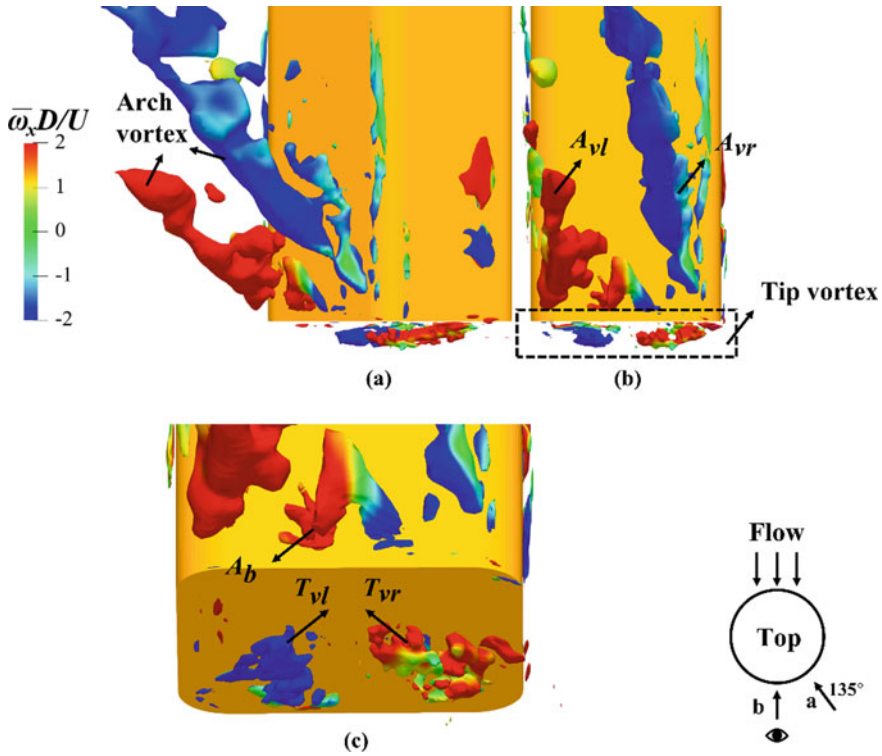 ω̅ₓD/U
2
1
0
-1
-2
Arch
vortex
A_vl
A_vr
Tip vortex
(a)
(b)
A_b
T_vl
T_vr
(c)
Flow
Top
b
a
135°